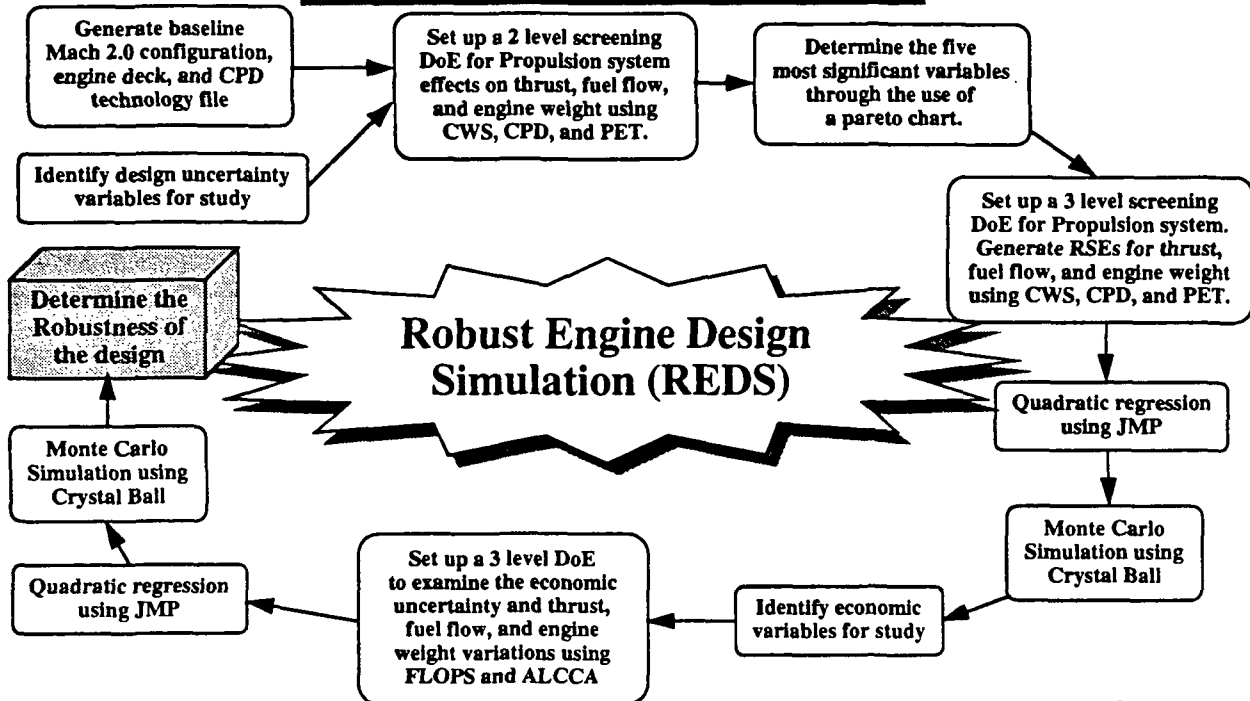 Generate baseline
Mach 2.0 configuration,
engine deck, and CPD
technology file
Set up a 2 level screening
DoE for Propulsion system
effects on thrust, fuel flow,
and engine weight using
CWS, CPD, and PET.
Determine the five
most significant variables
through the use of
a pareto chart.
Identify design uncertainty
variables for study
Set up a 3 level screening
DoE for Propulsion system.
Generate RSEs for thrust,
fuel flow, and engine weight
using CWS, CPD, and PET.
Determine the
Robustness of
the design
Robust Engine Design
Simulation (REDS)
Quadratic regression
using JMP
Monte Carlo
Simulation using
Crystal Ball
Monte Carlo
Simulation using
Crystal Ball
Set up a 3 level DoE
to examine the economic
uncertainty and thrust,
fuel flow, and engine
weight variations using
FLOPS and ALCCA
Identify economic
variables for study
Quadratic regression
using JMP